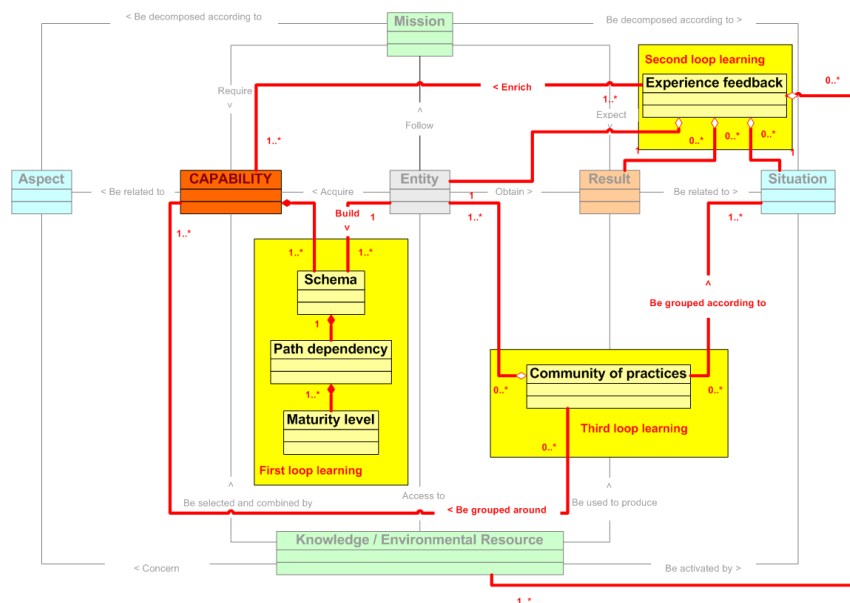 < Be decomposed according to
Mission
Be decomposed according to >
Second loop learning
Experience feedback
0..*
< Enrich
Require
v
1..*
Expect
v
^
Follow
0..*
0..*
0..*
1..*
1
1
Aspect
< Be related to
CAPABILITY
< Acquire
Entity
Obtain >
Result
Be related to >
Situation
1
Build
v
1
1..*
1..*
1..*
1..*
1..*
Schema
^
Be grouped according to
1
Path dependency
Community of practices
1..*
0..*
0..*
Maturity level
Third loop learning
0..*
First loop learning
^
^
Access to
Be selected and combined by
Be used to produce
< Be grouped around
Knowledge / Environmental Resource
< Concern
Be activated by >
1..*